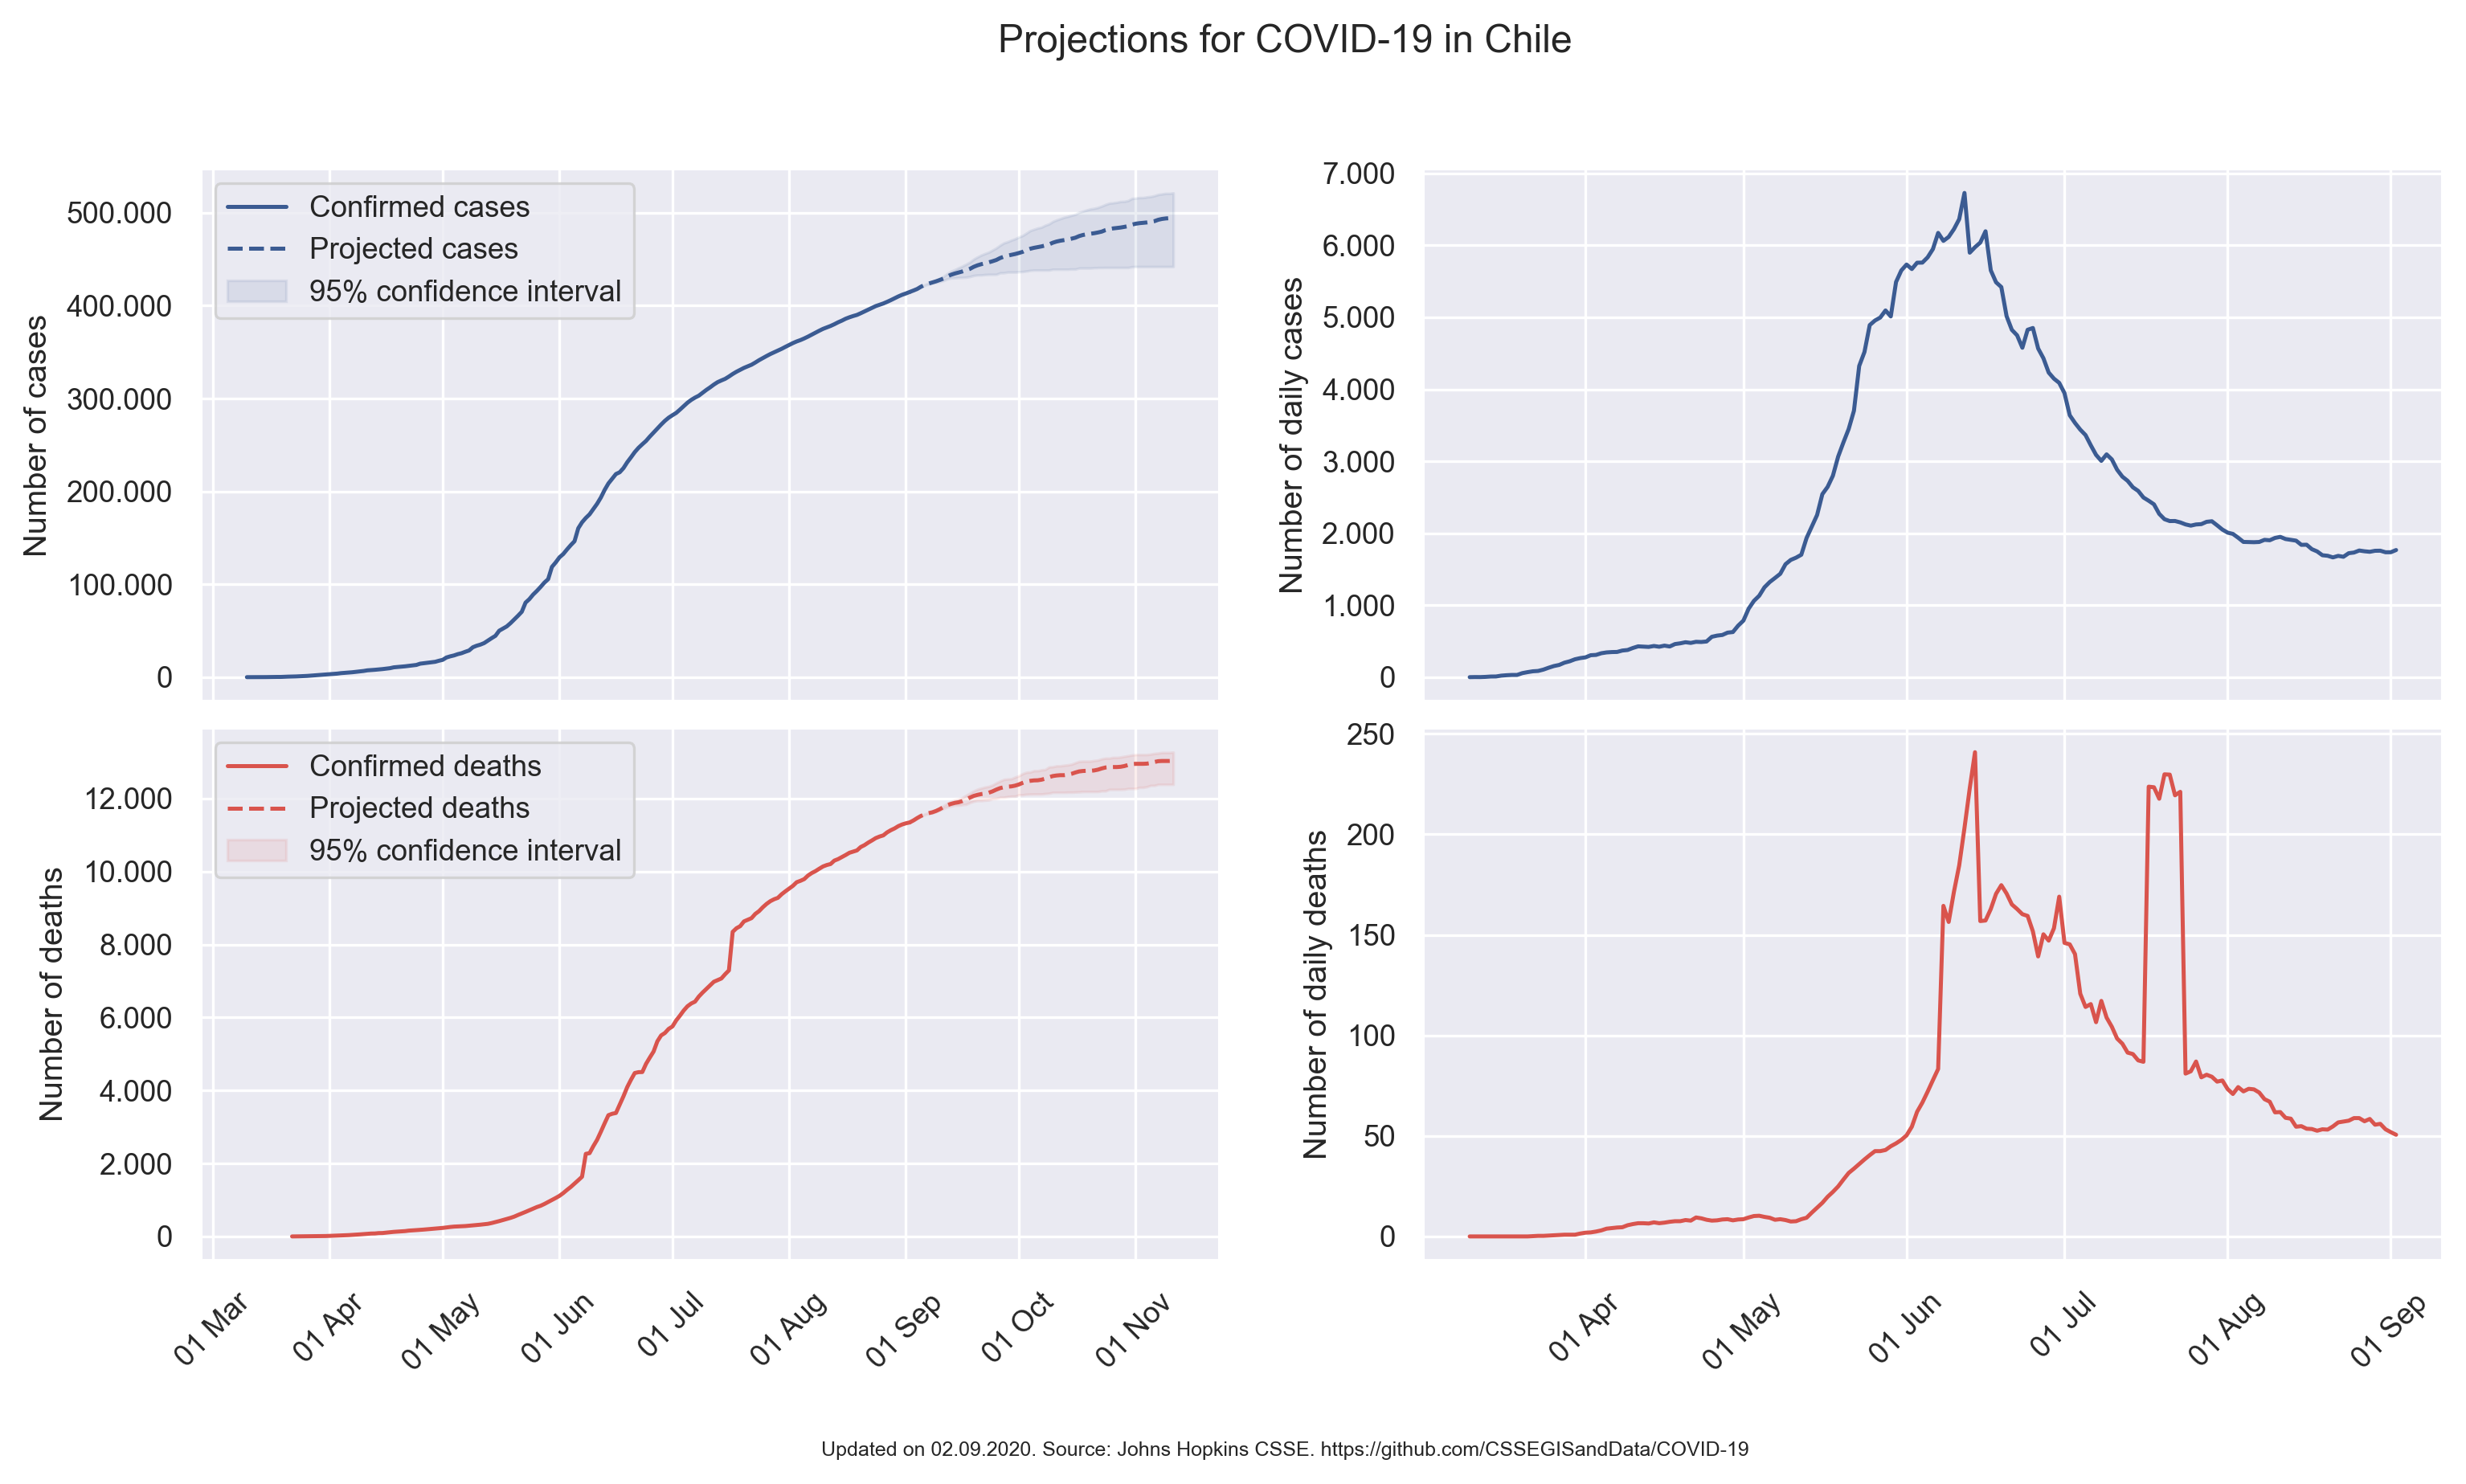 Projections for COVID-19 in Chile
Number of cases
500.000
400.000
300.000
200.000
100.000
0
Confirmed cases
Projected cases
95% confidence interval
Number of daily cases
7.000
6.000
5.000
4.000
3.000
2.000
1.000
0
Number of deaths
12.000
10.000
8.000
6.000
4.000
2.000
0
Confirmed deaths
Projected deaths
95% confidence interval
01 Mar
01 Apr
01 May
01 Jun
01 Jul
01 Aug
01 Sep
01 Oct
01 Nov
Number of daily deaths
250
200
150
100
50
0
01 Apr
01 May
01 Jun
01 Jul
01 Aug
01 Sep
Updated on 02.09.2020. Source: Johns Hopkins CSSE. https://github.com/CSSEGISandData/COVID-19